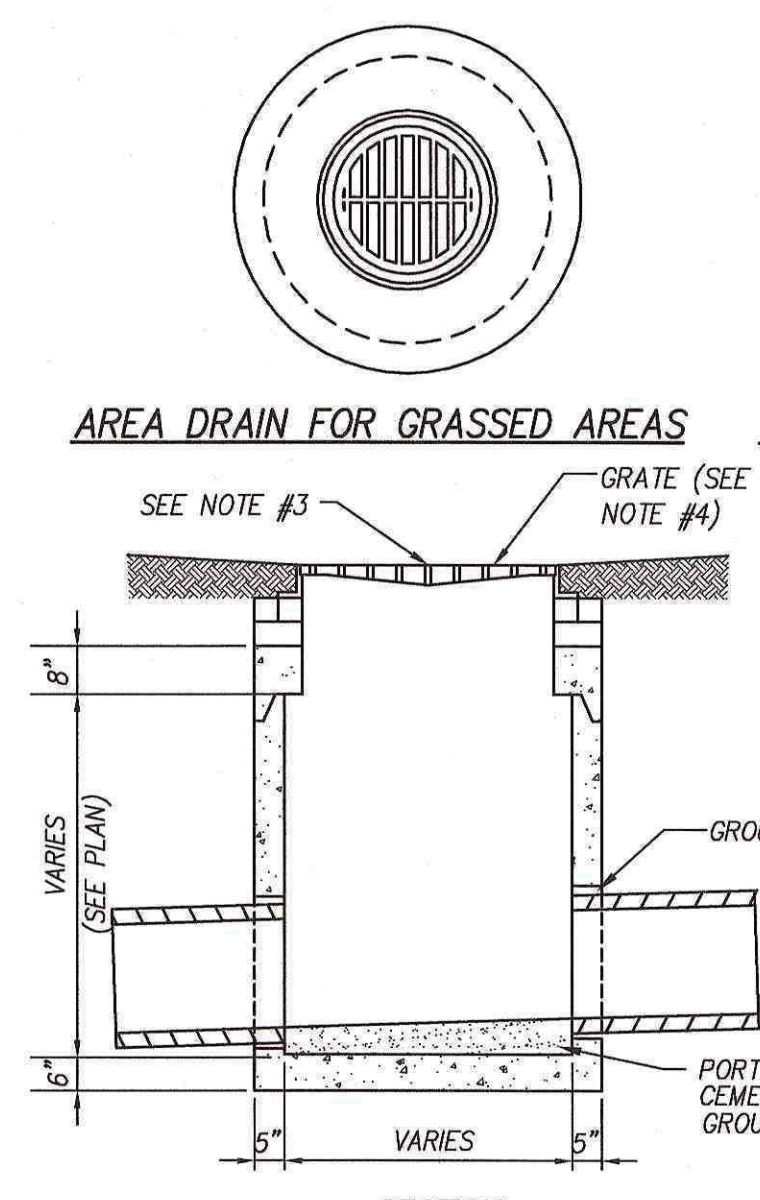 AREA DRAIN FOR GRASSED AREAS
SEE NOTE #3
GRATE (SEE
NOTE #4)
8"
VARIES
(SEE PLAN)
6"
GROU
PORT
CEME
GROU
5"
VARIES
5"